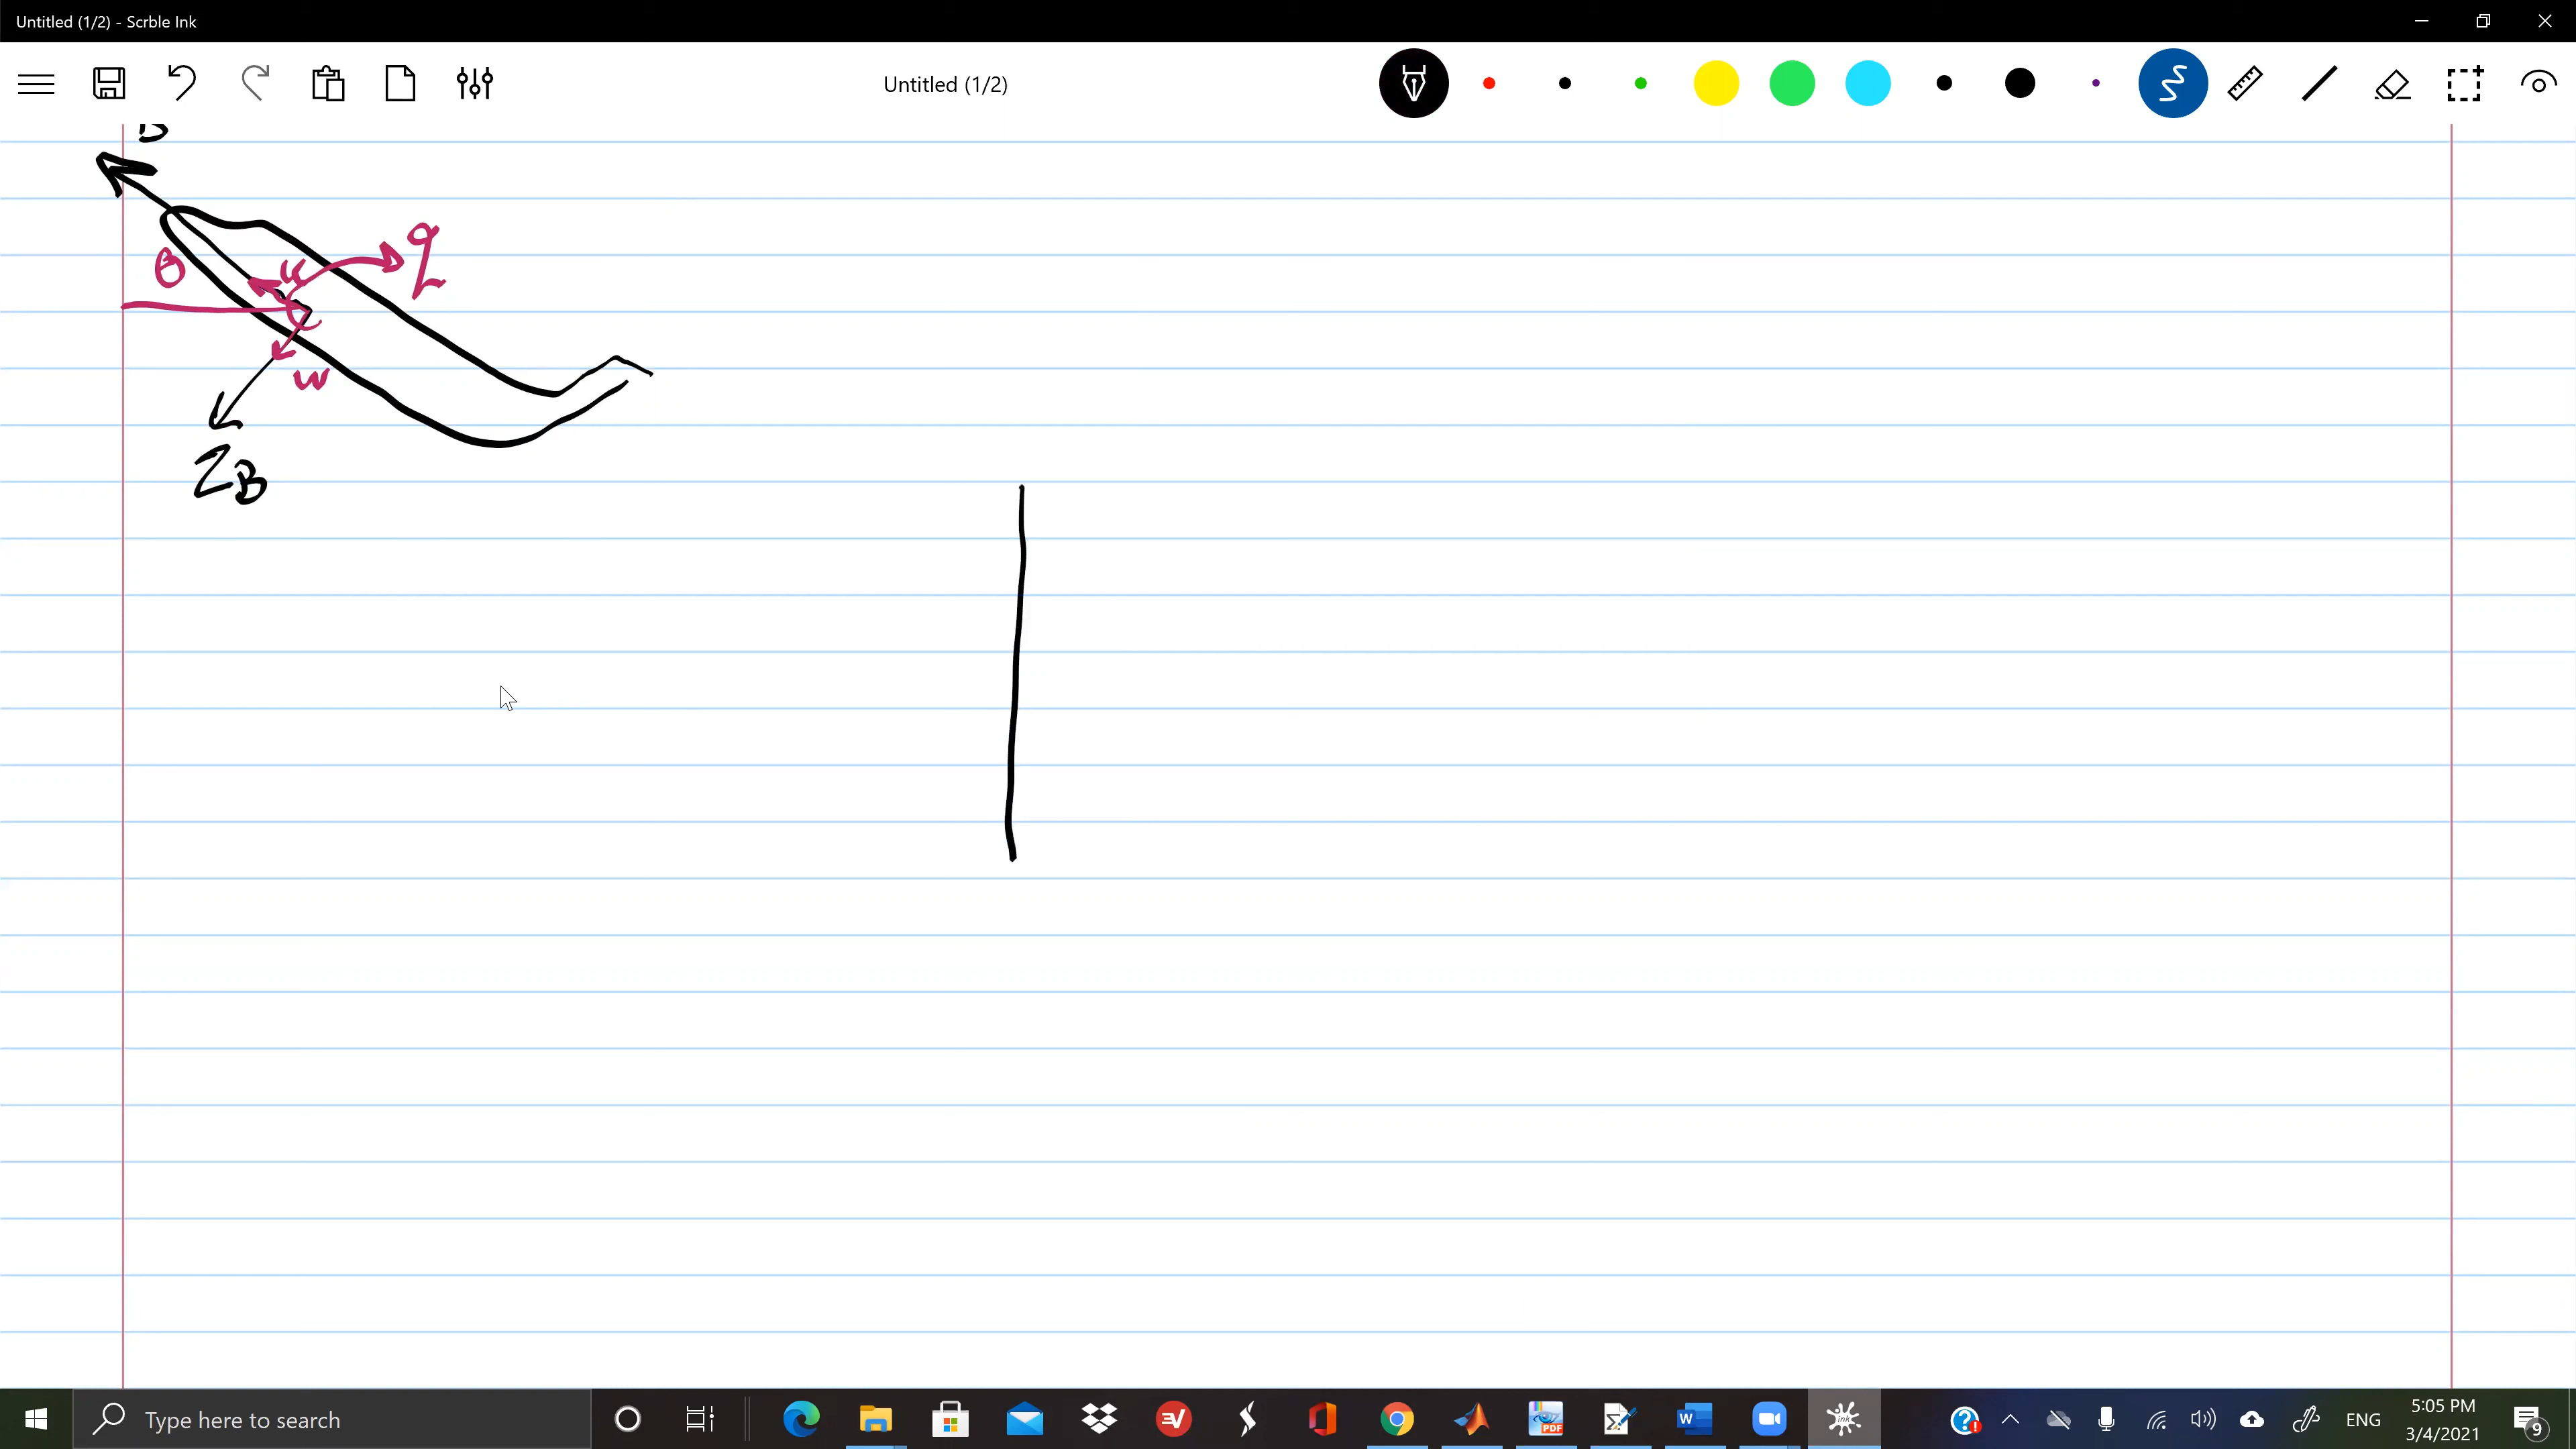 Untitled (1/2) - Scrble Ink
Untitled (1/2)
B
θ
u
q
w
ZB
Type here to search
ENG
5:05 PM
3/4/2021
9